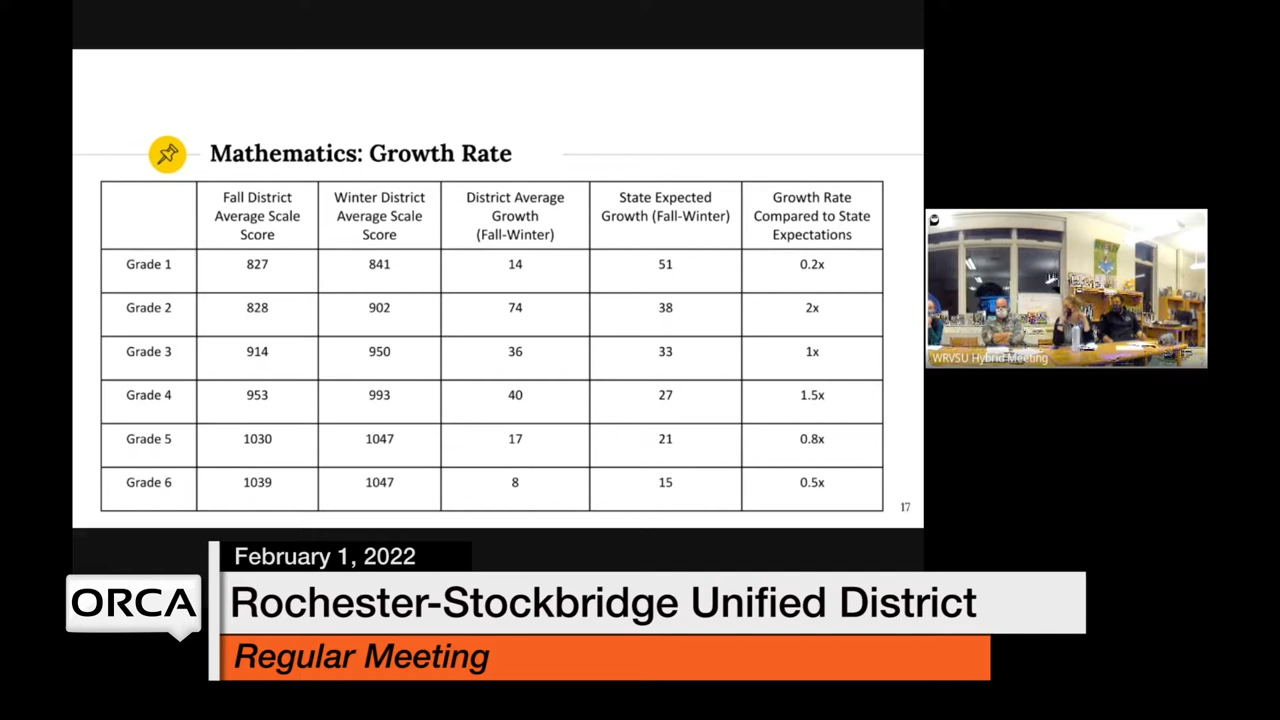 Mathematics: Growth Rate
Fall District Average Scale Score
Winter District Average Scale Score
District Average Growth (Fall-Winter)
State Expected Growth (Fall-Winter)
Growth Rate Compared to State Expectations
Grade 1 827 841 14 51 0.2x
Grade 2 828 902 74 38 2x
Grade 3 914 950 36 33 1x
Grade 4 953 993 40 27 1.5x
Grade 5 1030 1047 17 21 0.8x
Grade 6 1039 1047 8 15 0.5x
17
WRVSU Hybrid Meeting
February 1, 2022
ORCA
Rochester-Stockbridge Unified District
Regular Meeting